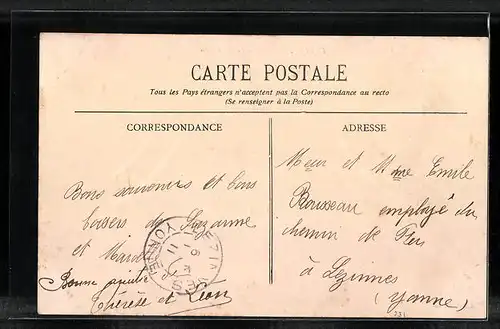 CARTE POSTALE
Tous les Pays étrangers n'acceptent pas la Correspondance au recto
(Se renseigner à la Poste)
CORRESPONDANCE
Bons souvenirs et bons
baisers de Suzanne
et
Bonne
Thérèse et Léon
LEZINNES
YONNE
ADRESSE
Mr et Mme Emile
Rousseau employé du
chemin de Fer
à Lézinnes
(Yonne)